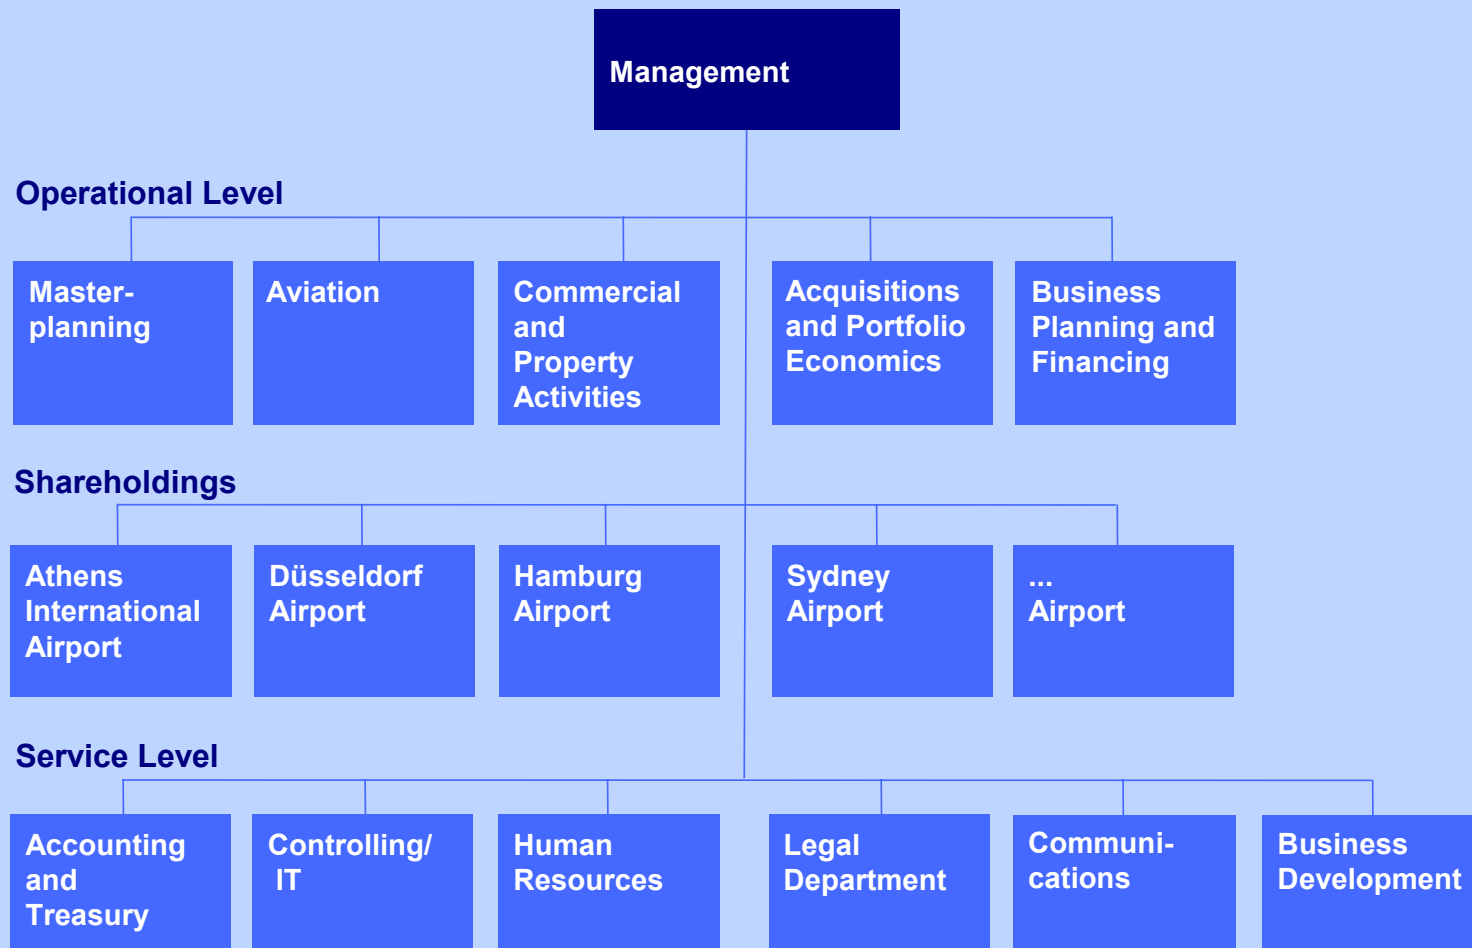 Management
Operational Level
Master-
planning
Aviation
Commercial
and
Property
Activities
Acquisitions
and Portfolio
Economics
Business
Planning and
Financing
Shareholdings
Athens
International
Airport
Düsseldorf
Airport
Hamburg
Airport
Sydney
Airport
...
Airport
Service Level
Accounting
and
Treasury
Controlling/
IT
Human
Resources
Legal
Department
Communi-
cations
Business
Development